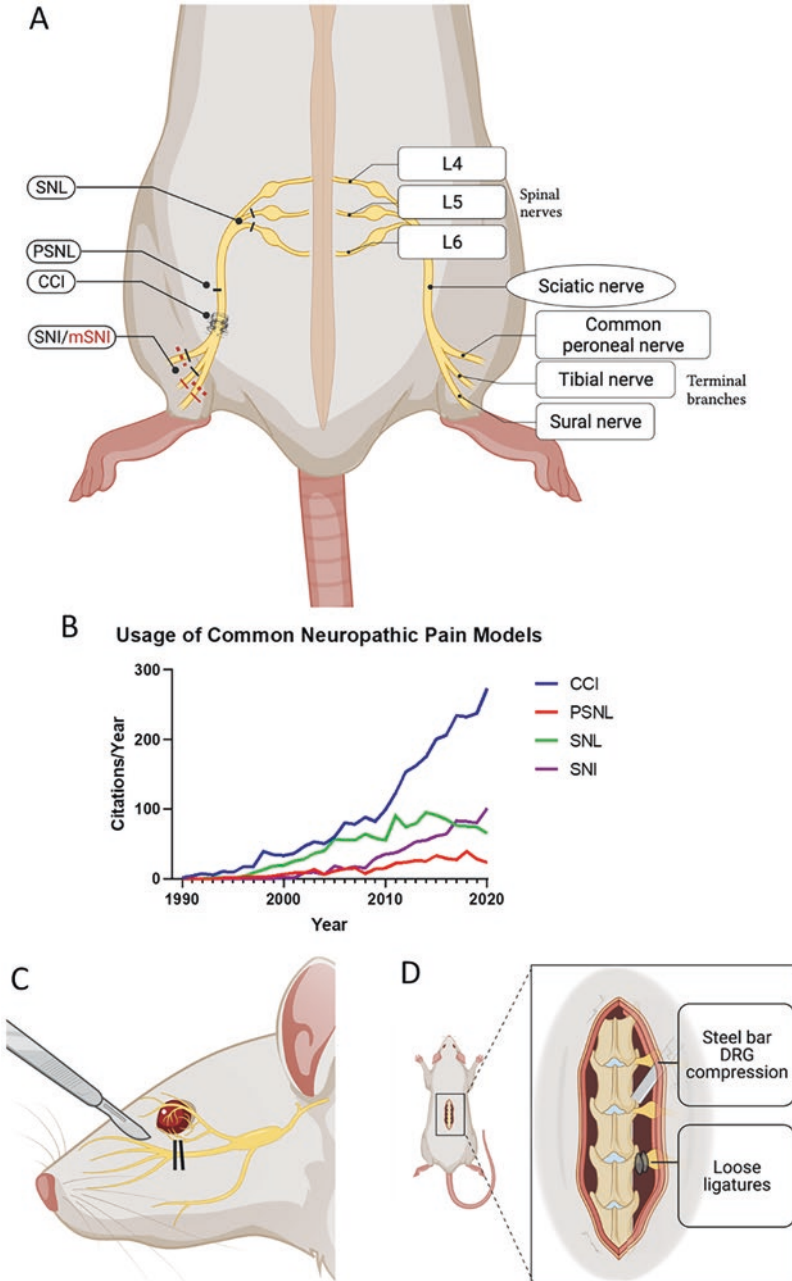 A
SNL
PSNL
CCI
SNI/mSNI
L4
L5
L6
Spinal
nerves
Sciatic nerve
Common
peroneal nerve
Tibial nerve
Sural nerve
Terminal
branches
B
Usage of Common Neuropathic Pain Models
Citations/Year
300
200
100
0
1990
2000
2010
2020
Year
CCI
PSNL
SNL
SNI
C
D
Steel bar
DRG
compression
Loose
ligatures